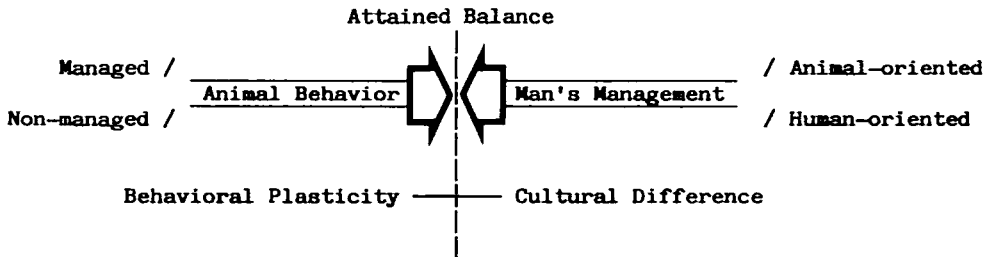 Attained Balance
Managed / / Animal-oriented
Animal Behavior Man's Management
Non-managed / / Human-oriented
Behavioral Plasticity Cultural Difference